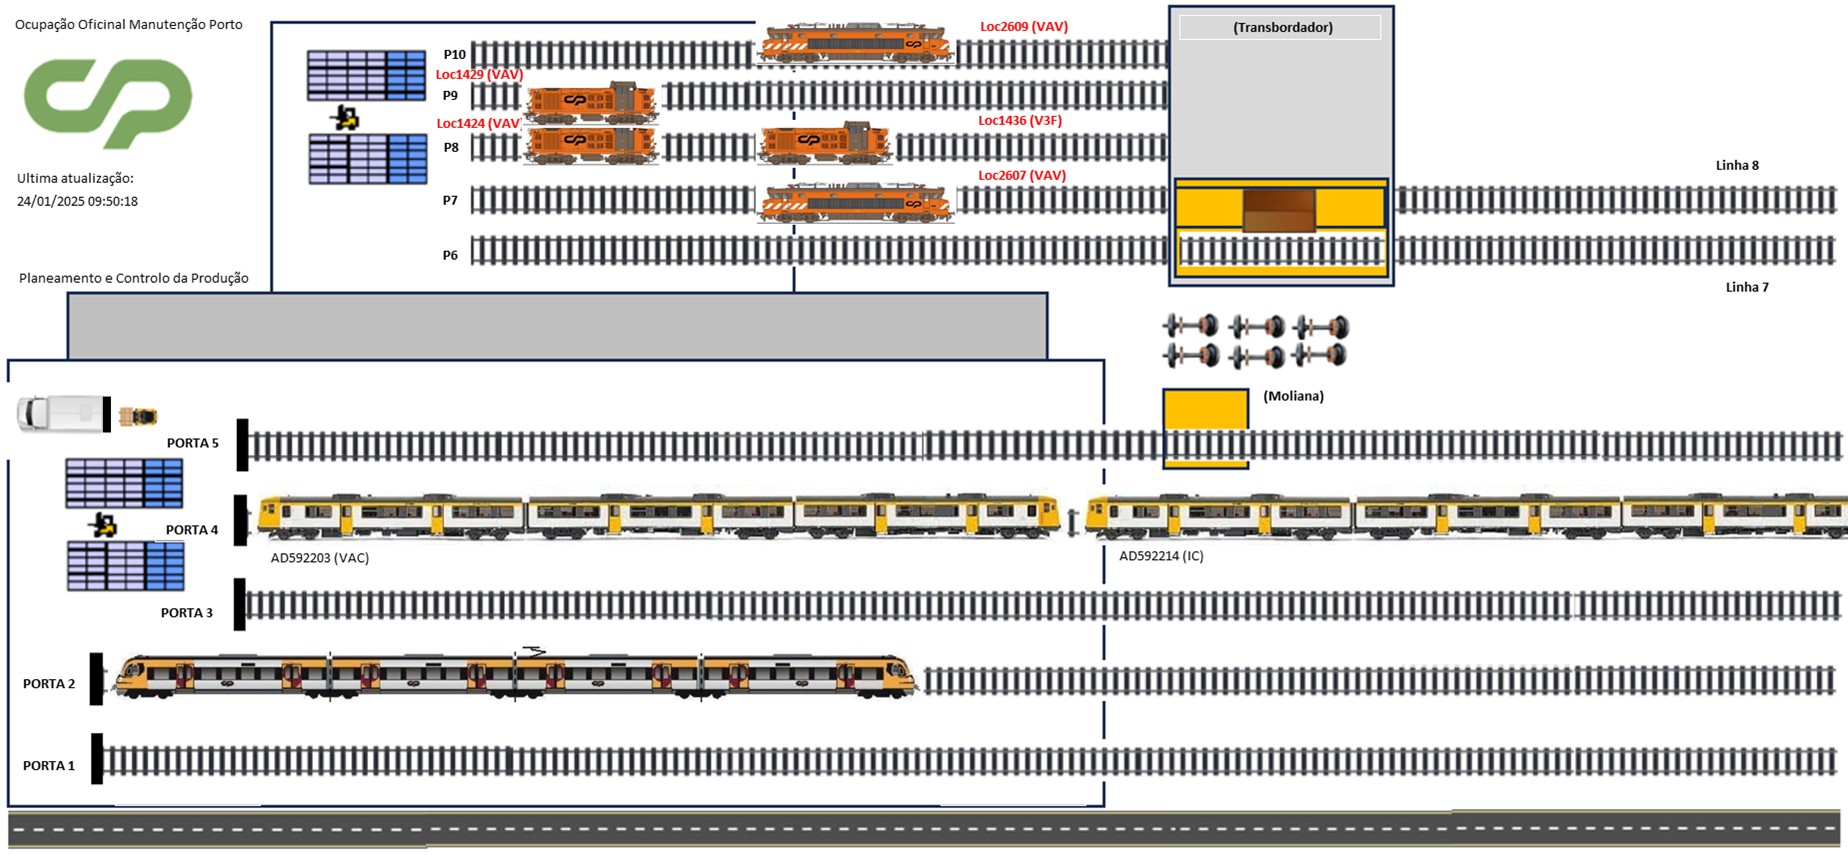 Ocupação Oficinal Manutenção Porto
Loc2609 (VAV)
(Transbordador)
P10
Loc1429 (VAV)
P9
Loc1424 (VAV)
Loc1436 (V3F)
P8
Linha 8
Ultima atualização:
Loc2607 (VAV)
24/01/2025 09:50:18
P7
P6
Planeamento e Controlo da Produção
Linha 7
(Moliana)
PORTA 5
PORTA 4
AD592203 (VAC)
AD592214 (IC)
PORTA 3
PORTA 2
PORTA 1